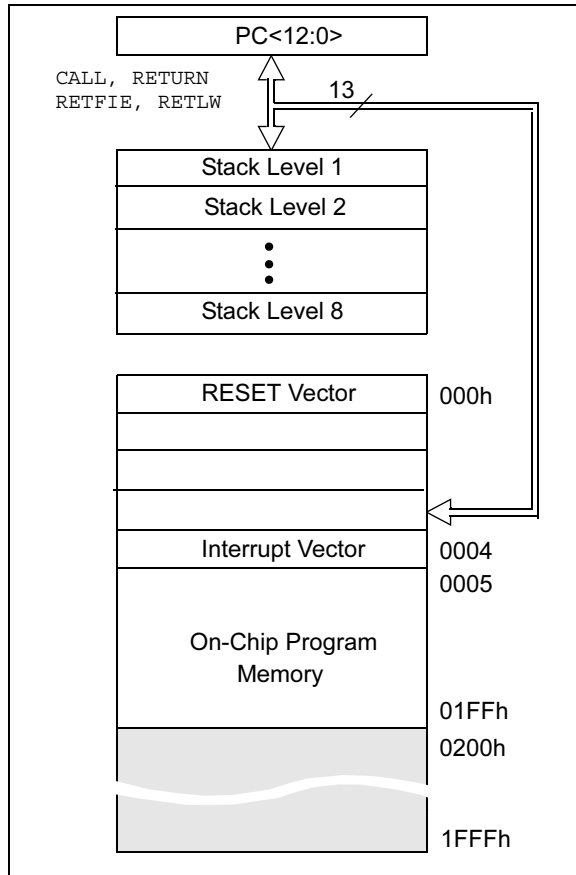 PC<12:0>
CALL, RETURN
RETFIE, RETLW
13
Stack Level 1
Stack Level 2
Stack Level 8
RESET Vector
000h
Interrupt Vector
0004
0005
On-Chip Program
Memory
01FFh
0200h
1FFFh